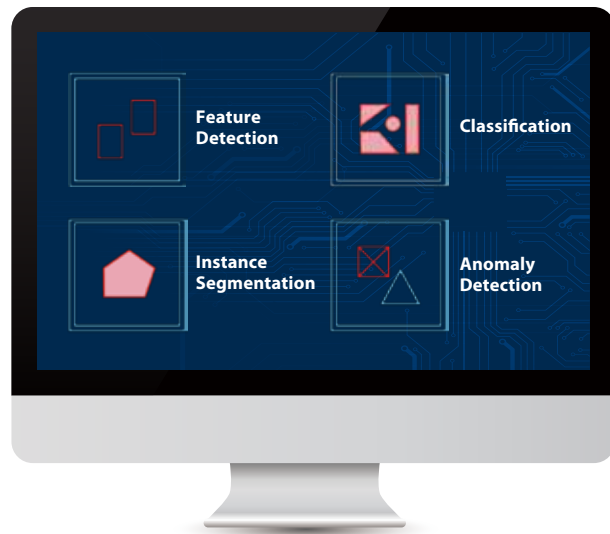 Feature
Detection
Classification
Instance
Segmentation
Anomaly
Detection